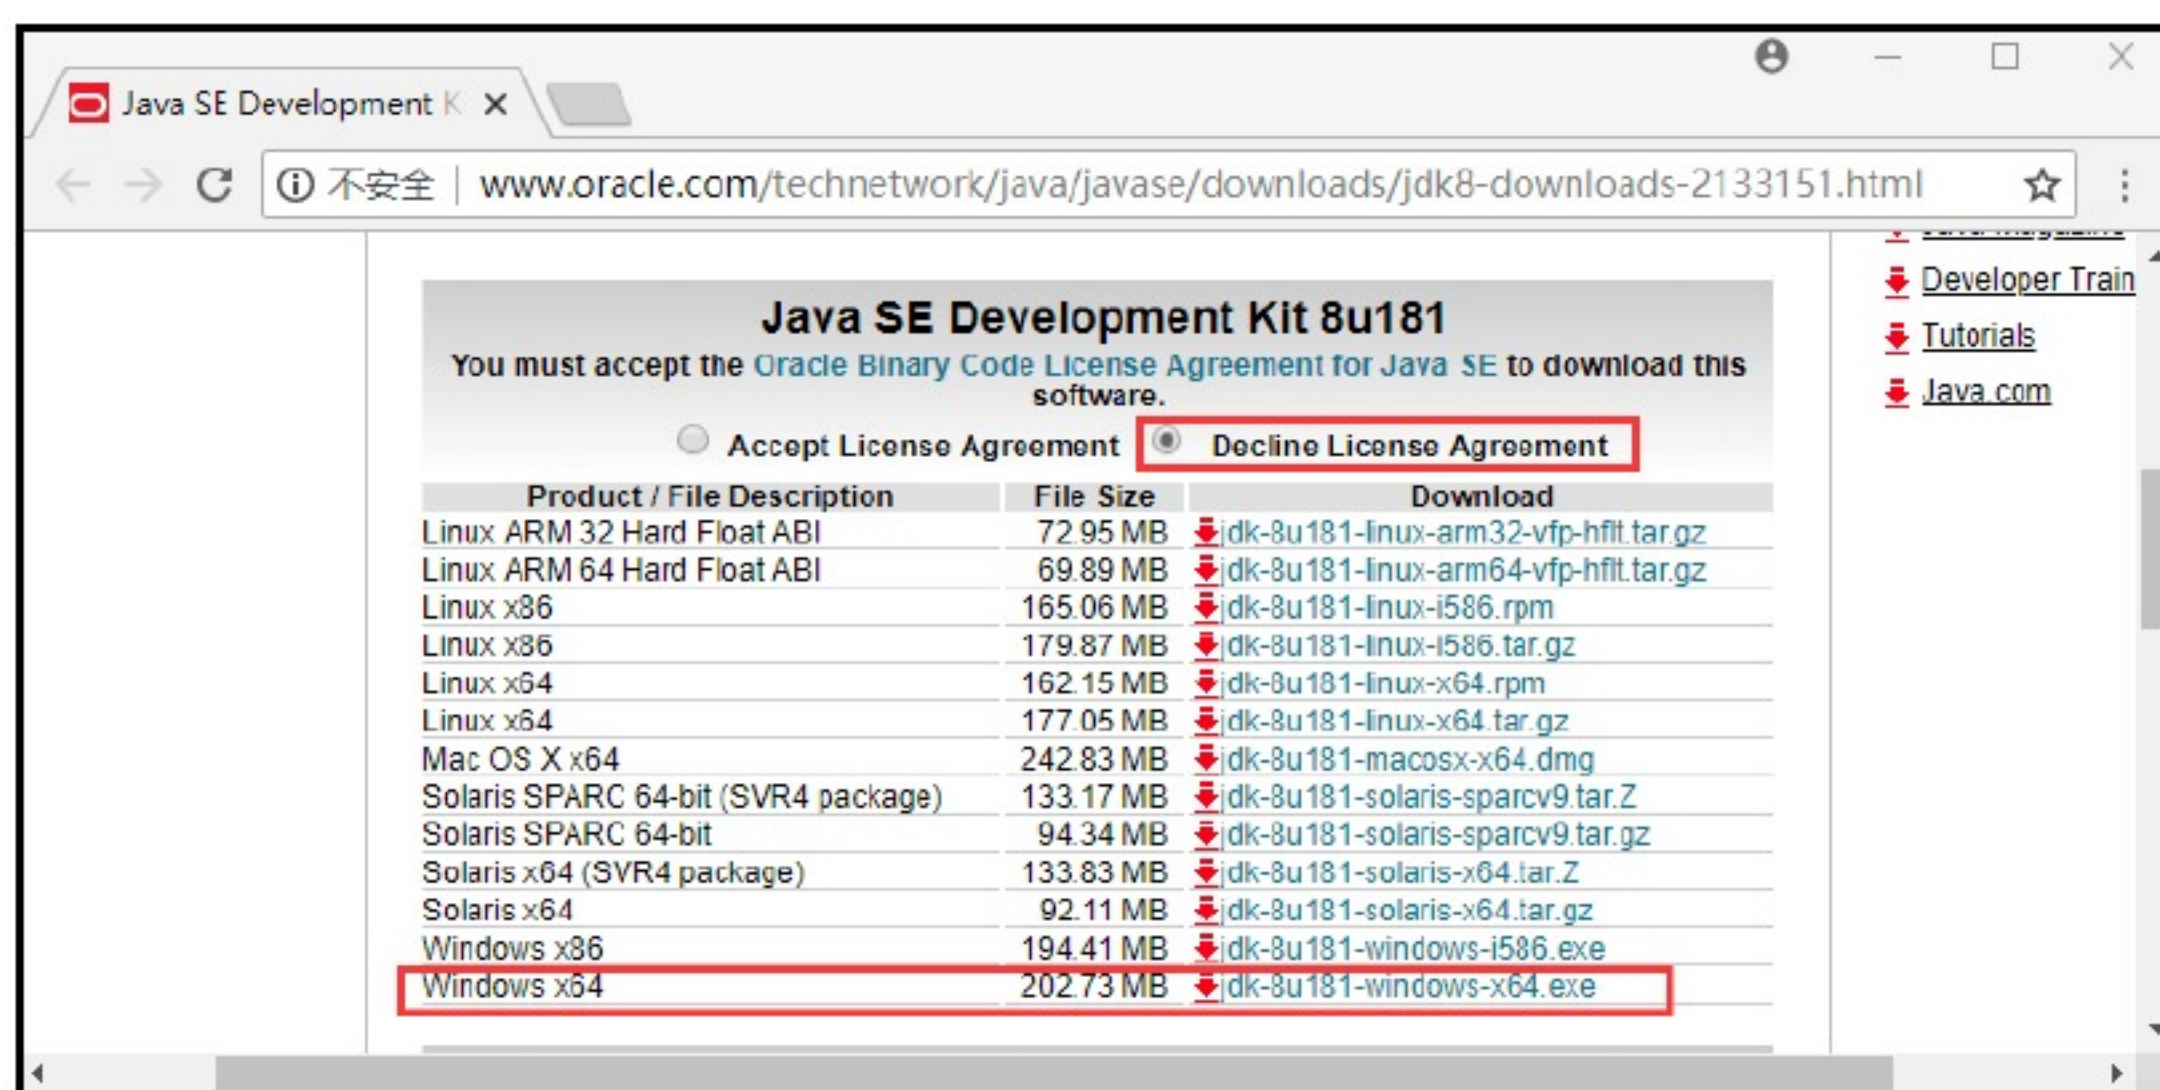 Java SE Development K
不安全 | www.oracle.com/technetwork/java/javase/downloads/jdk8-downloads-2133151.html
Developer Train
Tutorials
Java.com
Java SE Development Kit 8u181
You must accept the Oracle Binary Code License Agreement for Java SE to download this
software.
Accept License Agreement Decline License Agreement
Product / File Description File Size Download
Linux ARM 32 Hard Float ABI 72.95 MB jdk-8u181-linux-arm32-vfp-hflt.tar.gz
Linux ARM 64 Hard Float ABI 69.89 MB jdk-8u181-linux-arm64-vfp-hflt.tar.gz
Linux x86 165.06 MB jdk-8u181-linux-i586.rpm
Linux x86 179.87 MB jdk-8u181-linux-i586.tar.gz
Linux x64 162.15 MB jdk-8u181-linux-x64.rpm
Linux x64 177.05 MB jdk-8u181-linux-x64.tar.gz
Mac OS X x64 242.83 MB jdk-8u181-macosx-x64.dmg
Solaris SPARC 64-bit (SVR4 package) 133.17 MB jdk-8u181-solaris-sparcv9.tar.Z
Solaris SPARC 64-bit 94.34 MB jdk-8u181-solaris-sparcv9.tar.gz
Solaris x64 (SVR4 package) 133.83 MB jdk-8u181-solaris-x64.tar.Z
Solaris x64 92.11 MB jdk-8u181-solaris-x64.tar.gz
Windows x86 194.41 MB jdk-8u181-windows-i586.exe
Windows x64 202.73 MB jdk-8u181-windows-x64.exe